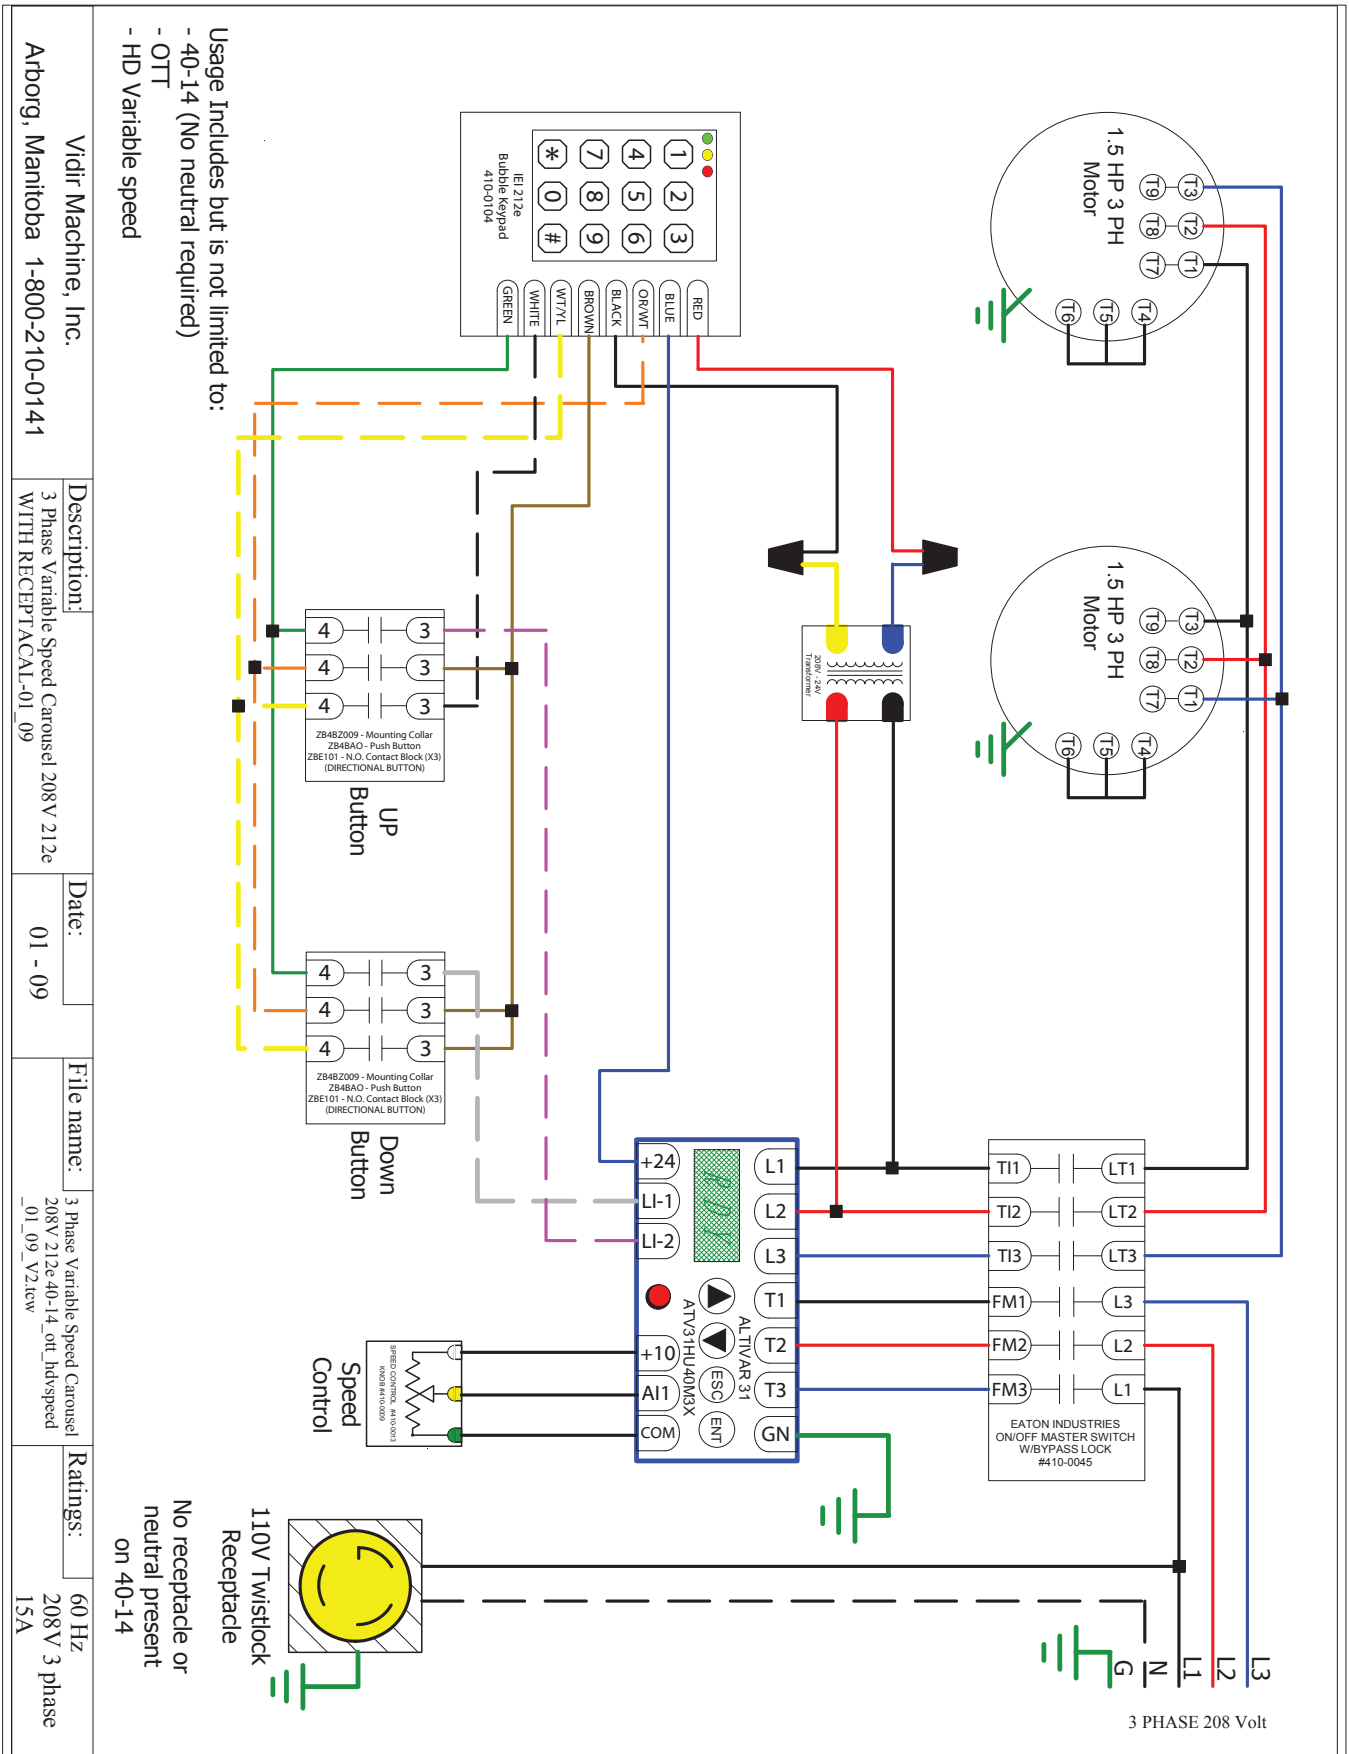 1.5 HP 3 PH
Motor
T3
T2
T1
T9
T8
T7
T4
T5
T6
1.5 HP 3 PH
Motor
T3
T2
T1
T9
T8
T7
T4
T5
T6
1 2 3
4 5 6
7 8 9
* 0 #
IEI 212e
Bubble Keypad
410-0104
RED
BLUE
OR/WT
BLACK
BROWN
WT/YL
WHITE
GREEN
208V - 24V
Transformer
4 3
4 3
4 3
ZB4BZ009 - Mounting Collar
ZB4BAO - Push Button
ZBE101 - N.O. Contact Block (X3)
(DIRECTIONAL BUTTON)
UP
Button
4 3
4 3
4 3
ZB4BZ009 - Mounting Collar
ZB4BAO - Push Button
ZBE101 - N.O. Contact Block (X3)
(DIRECTIONAL BUTTON)
Down
Button
L1
L2
L3
T1
T2
T3
GN
+24
LI-1
LI-2
+10
AI1
COM
RDY
ESC
ENT
ALTIVAR 31
ATV31HU40M3X
TI1 LT1
TI2 LT2
TI3 LT3
FM1 L3
FM2 L2
FM3 L1
EATON INDUSTRIES
ON/OFF MASTER SWITCH
W/BYPASS LOCK
#410-0045
SPEED CONTROL #410-0013
KNOB #410-0009
Speed
Control
110V Twistlock
Receptacle
No receptacle or
neutral present
on 40-14
L3
L2
L1
N
G
3 PHASE 208 Volt
Usage Includes but is not limited to:
- 40-14 (No neutral required)
- OTT
- HD Variable speed
Vidir Machine, Inc.
Arborg, Manitoba 1-800-210-0141
Description:
3 Phase Variable Speed Carousel 208V 212e
WITH RECEPTACAL-01_09
Date:
01 - 09
File name:
3 Phase Variable Speed Carousel
208V 212e 40-14_ott_hdvspeed
_01_09_V2.tcw
Ratings:
60 Hz
208V 3 phase
15A